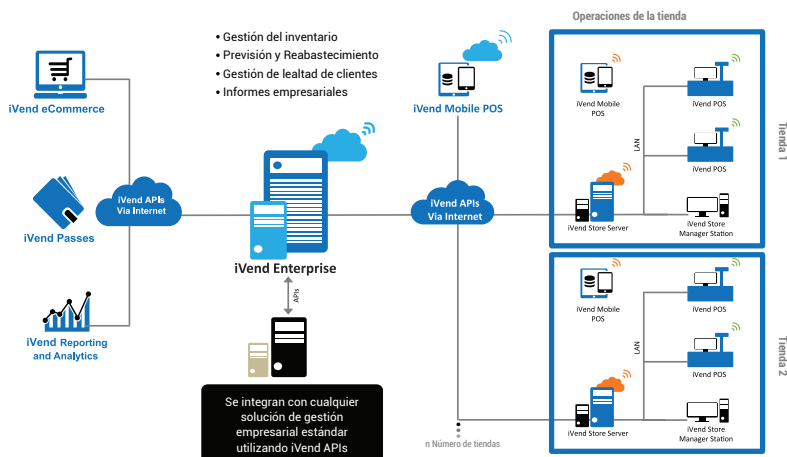 Operaciones de la tienda
• Gestión del inventario
• Previsión y Reabastecimiento
• Gestión de lealtad de clientes
• Informes empresariales
iVend eCommerce
iVend Passes
iVend Reporting
and Analytics
iVend APIs
Via Internet
iVend Enterprise
APIs
Se integran con cualquier
solución de gestión
empresarial estándar
utilizando iVend APIs
iVend Mobile POS
iVend APIs
Via Internet
n Número de tiendas
iVend Mobile
POS
iVend POS
LAN
iVend POS
iVend Store Server
iVend Store
Manager Station
Tienda 1
iVend Mobile
POS
iVend POS
LAN
iVend POS
iVend Store Server
iVend Store
Manager Station
Tienda 2